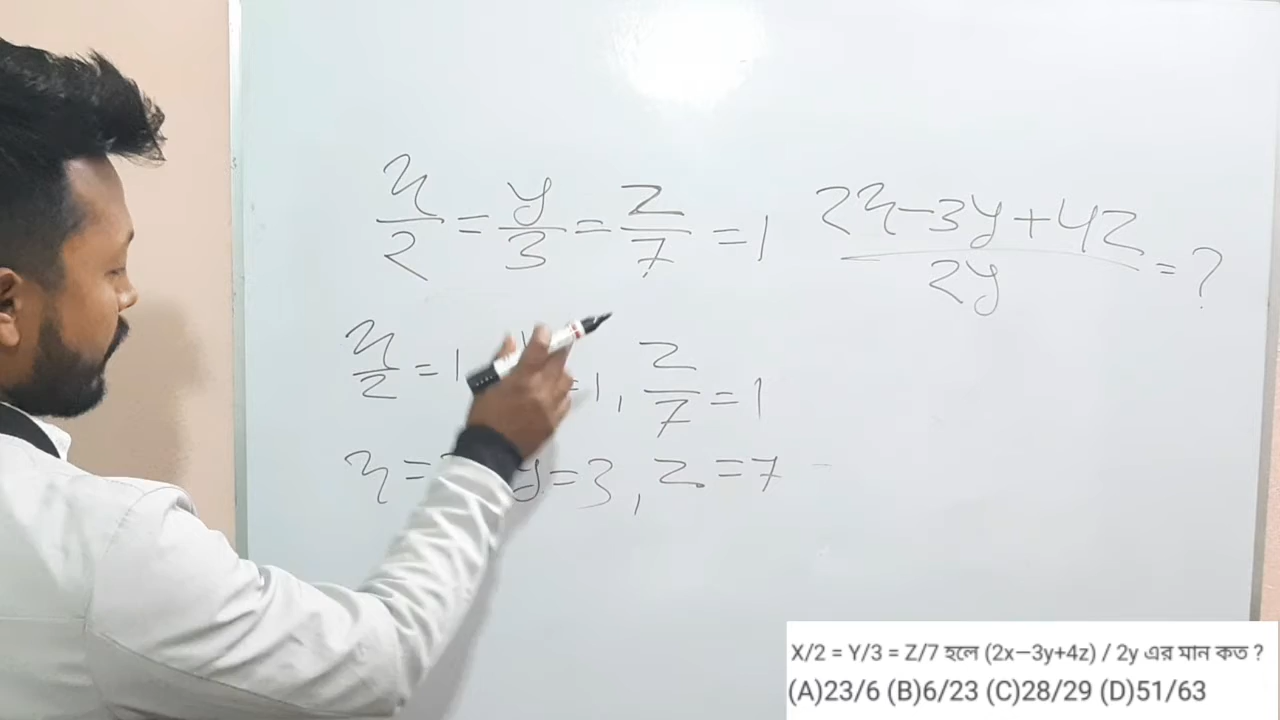 x/2 = y/3 = z/7 = 1
(2x-3y+4z)/2y = ?
x/2 = 1 =1, z/7 = 1
x= y=3, z=7
X/2 = Y/3 = Z/7 হলে (2x−3y+4z) / 2y এর মান কত ?
(A)23/6 (B)6/23 (C)28/29 (D)51/63